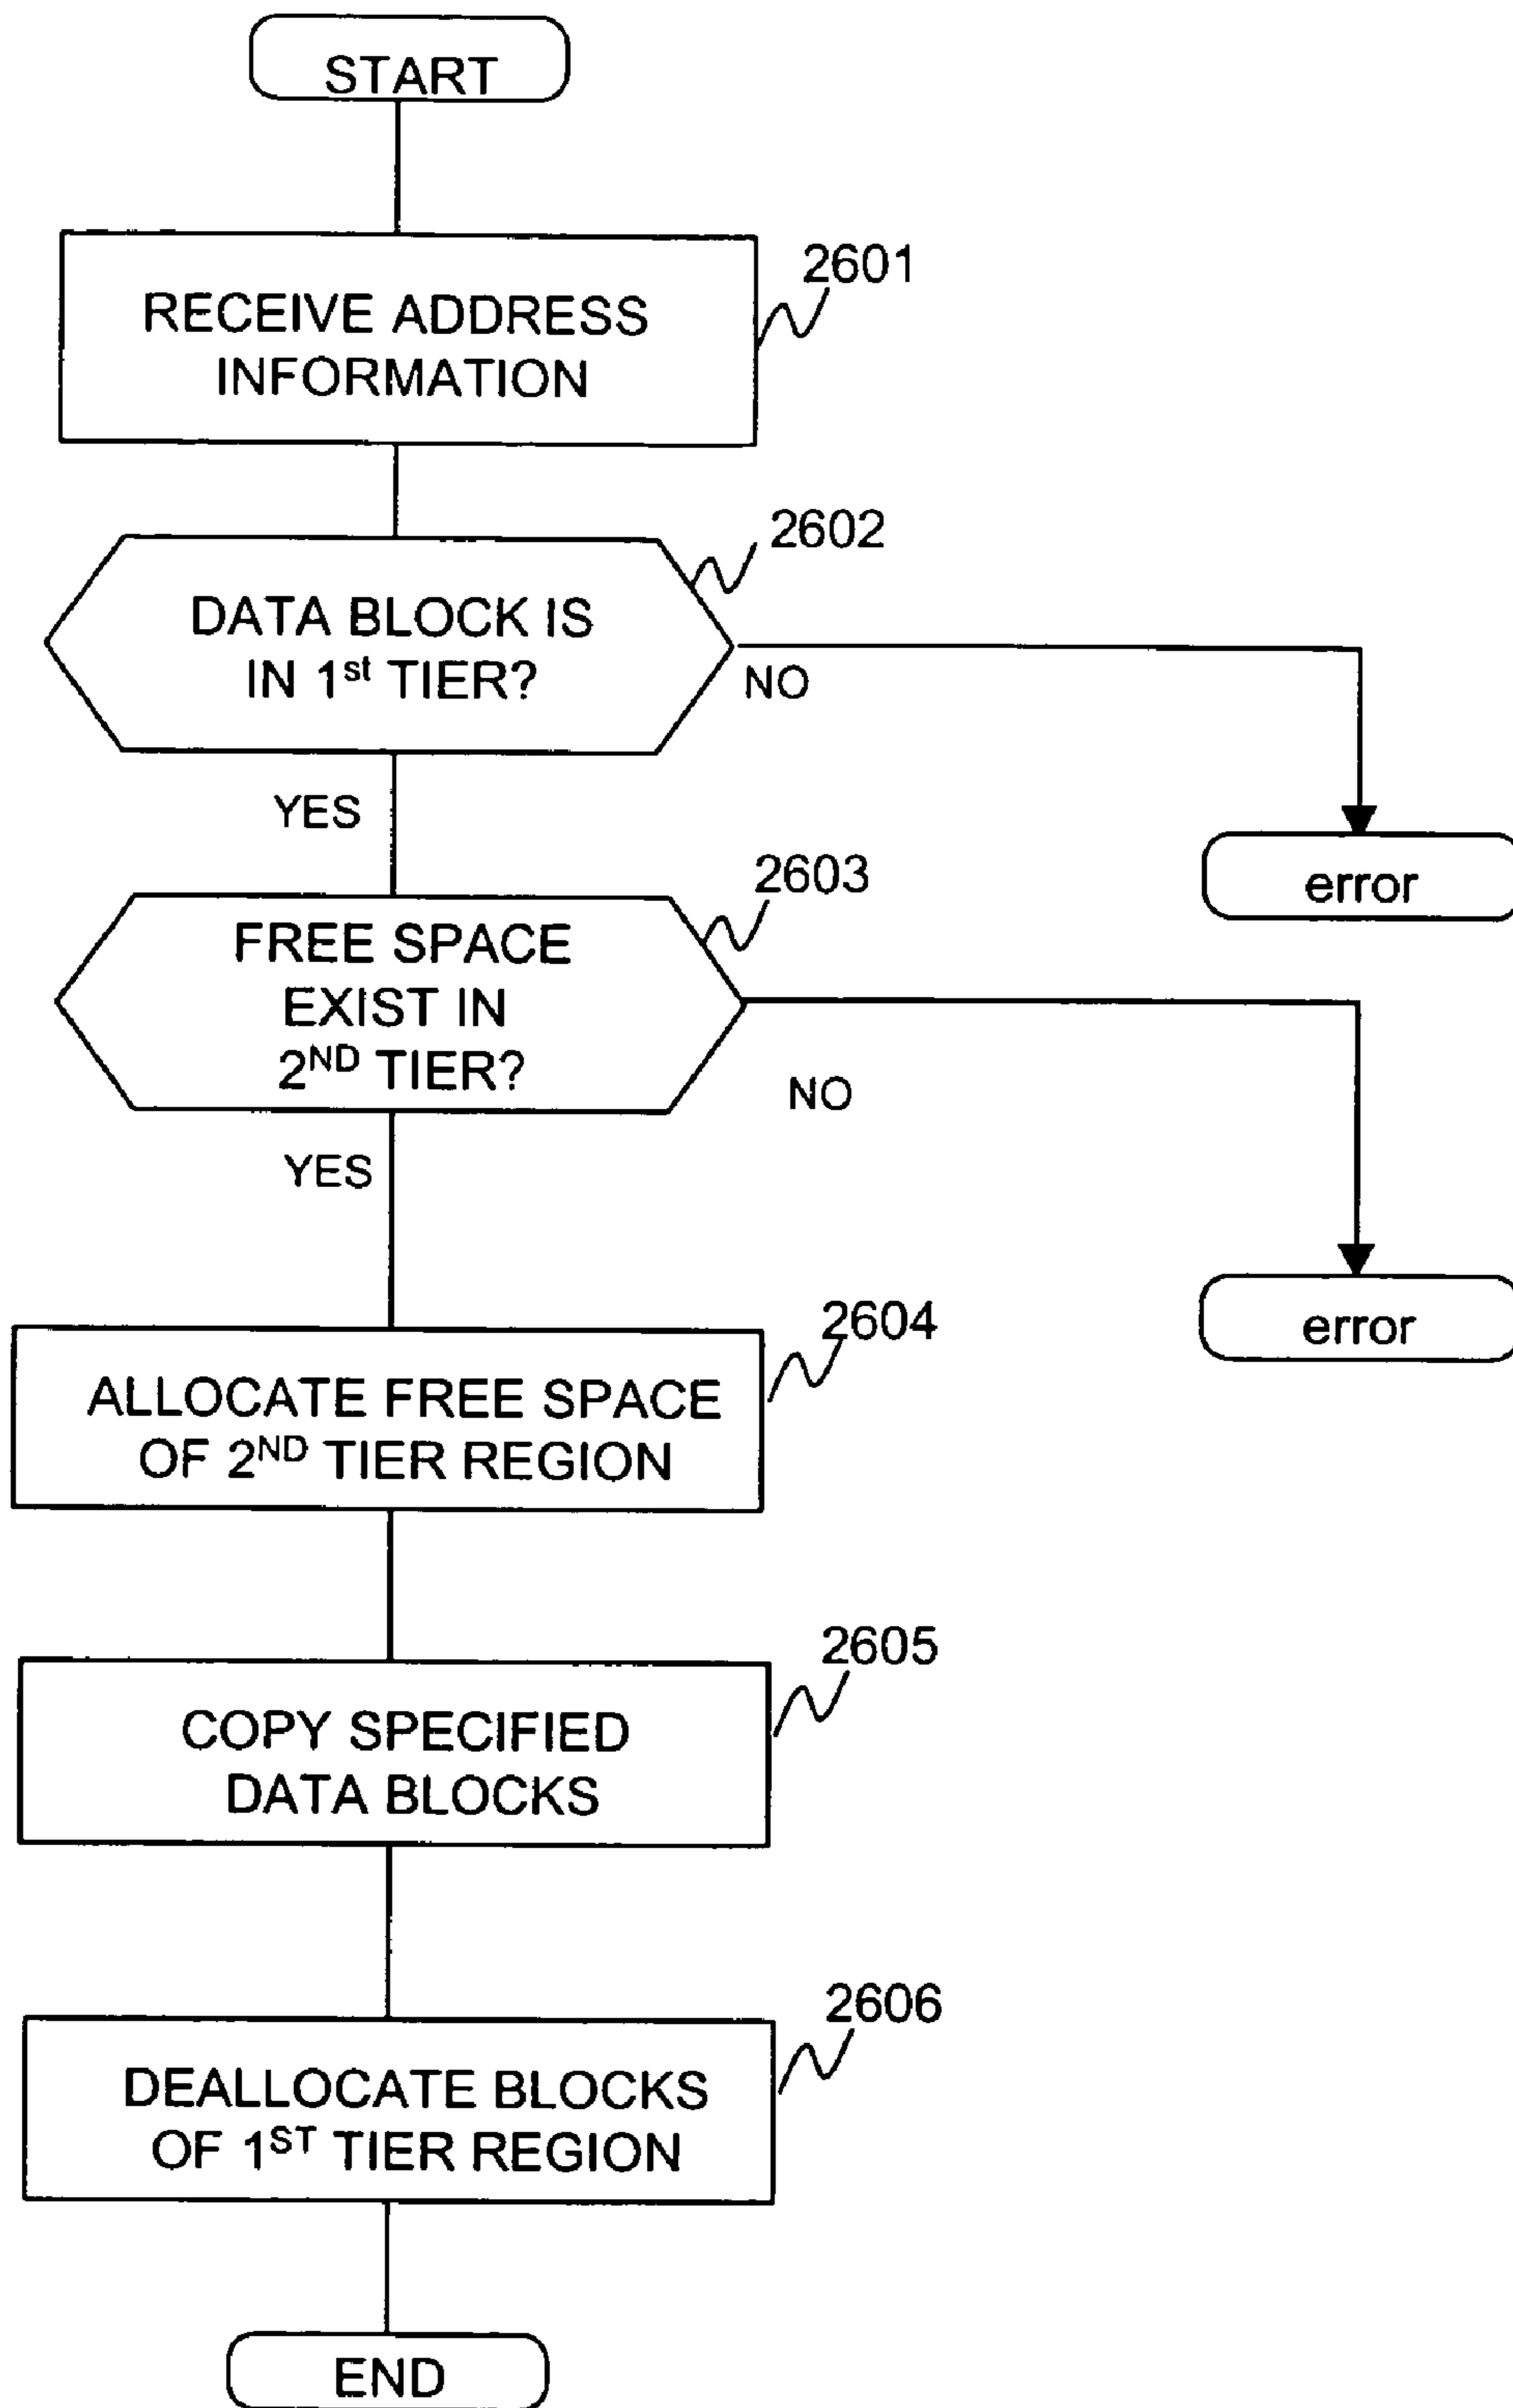 START
2601
RECEIVE ADDRESS
INFORMATION
2602
DATA BLOCK IS
IN 1st TIER?
NO
YES
error
2603
FREE SPACE
EXIST IN
2ND TIER?
NO
YES
error
2604
ALLOCATE FREE SPACE
OF 2ND TIER REGION
2605
COPY SPECIFIED
DATA BLOCKS
2606
DEALLOCATE BLOCKS
OF 1ST TIER REGION
END